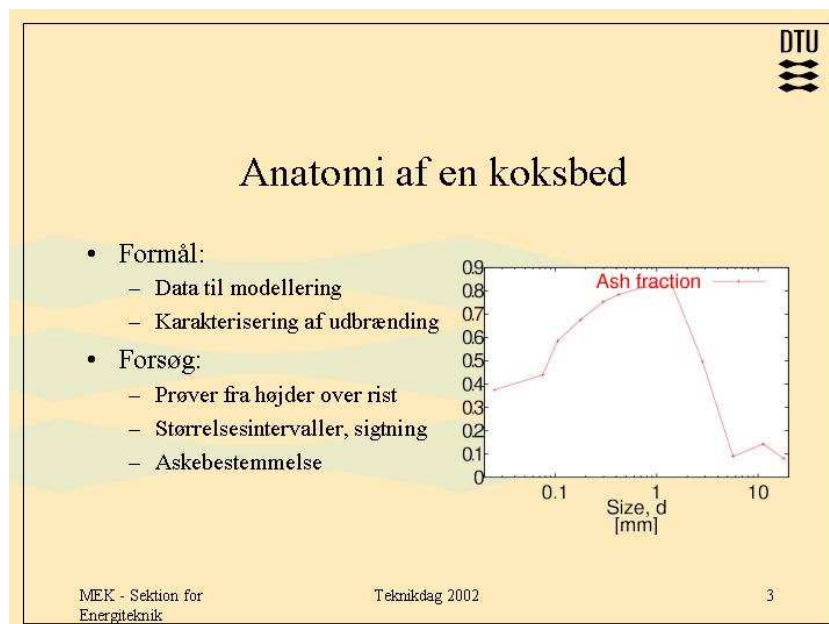 DTU
Anatomi af en koksbed
• Formål:
– Data til modellering
– Karakterisering af udbrænding
• Forsøg:
– Prøver fra højder over rist
– Størrelsesintervaller, sigtning
– Askebestemmelse
Ash fraction
0.9
0.8
0.7
0.6
0.5
0.4
0.3
0.2
0.1
0
0.1 1 10
Size, d
[mm]
MEK - Sektion for
Energiteknik
Teknikdag 2002
3